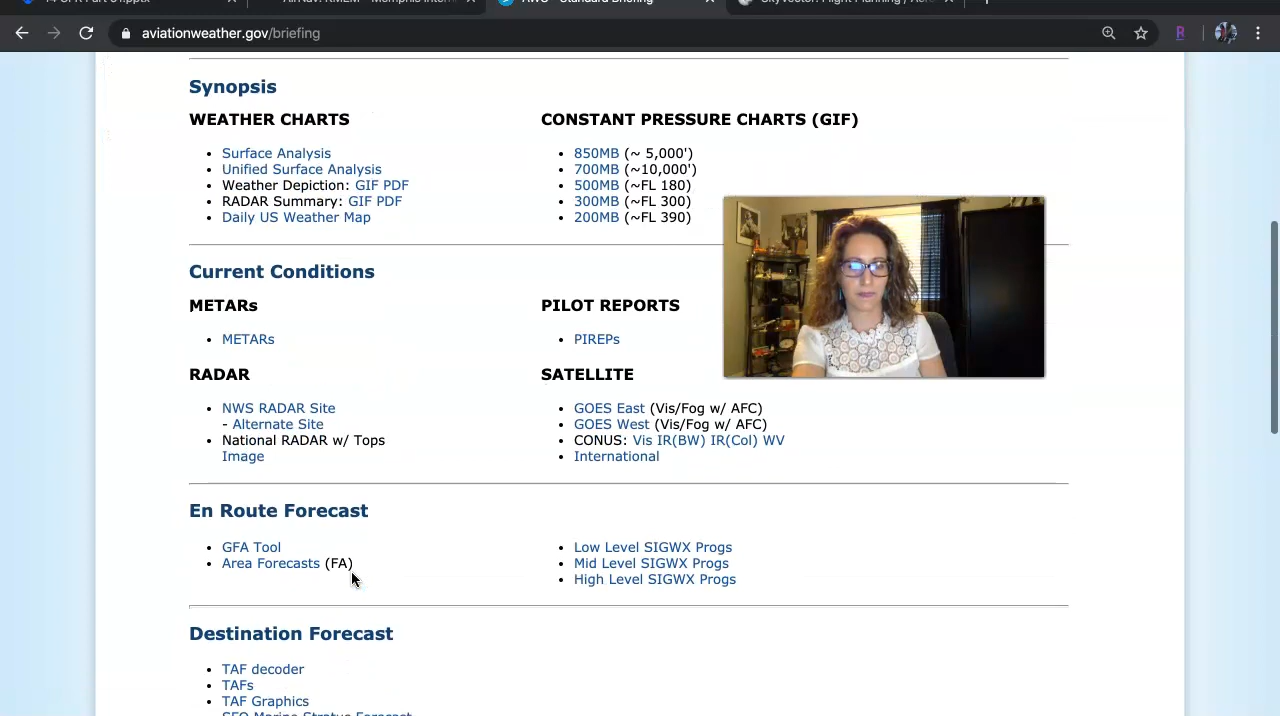 aviationweather.gov/briefing
Synopsis
WEATHER CHARTS
Surface Analysis
Unified Surface Analysis
Weather Depiction: GIF PDF
RADAR Summary: GIF PDF
Daily US Weather Map
CONSTANT PRESSURE CHARTS (GIF)
850MB (~ 5,000')
700MB (~10,000')
500MB (~FL 180)
300MB (~FL 300)
200MB (~FL 390)
Current Conditions
METARs
METARs
PILOT REPORTS
PIREPs
RADAR
NWS RADAR Site
- Alternate Site
National RADAR w/ Tops
Image
SATELLITE
GOES East (Vis/Fog w/ AFC)
GOES West (Vis/Fog w/ AFC)
CONUS: Vis IR(BW) IR(Col) WV
International
En Route Forecast
GFA Tool
Area Forecasts (FA)
Low Level SIGWX Progs
Mid Level SIGWX Progs
High Level SIGWX Progs
Destination Forecast
TAF decoder
TAFs
TAF Graphics